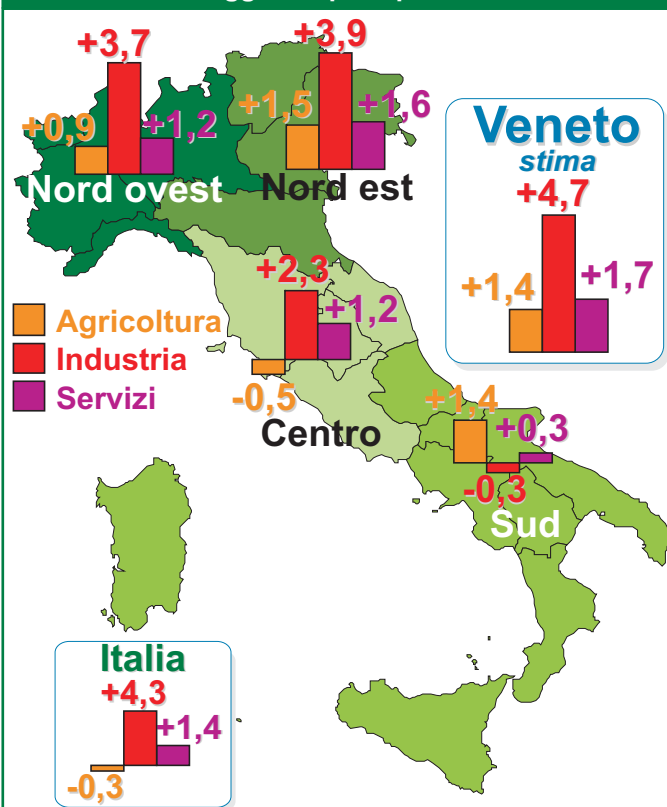 +3,7
+0,9
+1,2
Nord ovest
+3,9
+1,5
+1,6
Nord est
Veneto
stima
+4,7
+1,4
+1,7
+2,3
+1,2
-0,5
Centro
Agricoltura
Industria
Servizi
+1,4
+0,3
-0,3
Sud
Italia
+4,3
+1,4
-0,3